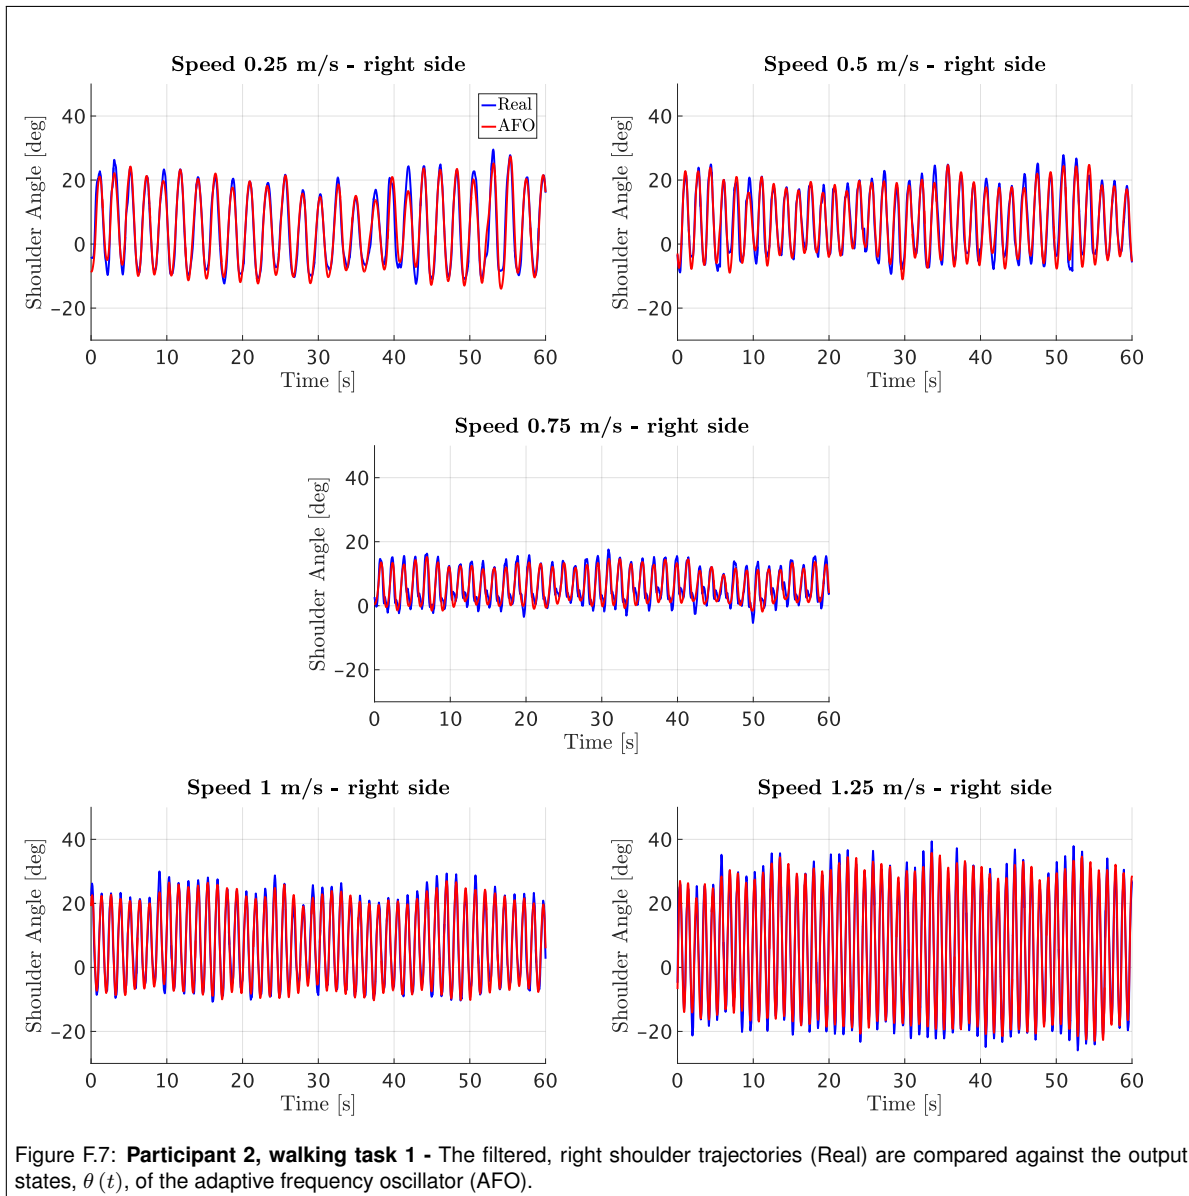 Speed 0.25 m/s - right side
Shoulder Angle [deg]
40
20
0
−20
Real
AFO
0 10 20 30 40 50 60
Time [s]
Speed 0.5 m/s - right side
Shoulder Angle [deg]
40
20
0
−20
0 10 20 30 40 50 60
Time [s]
Speed 0.75 m/s - right side
Shoulder Angle [deg]
40
20
0
−20
0 10 20 30 40 50 60
Time [s]
Speed 1 m/s - right side
Shoulder Angle [deg]
40
20
0
−20
0 10 20 30 40 50 60
Time [s]
Speed 1.25 m/s - right side
Shoulder Angle [deg]
40
20
0
−20
0 10 20 30 40 50 60
Time [s]
Figure F.7: Participant 2, walking task 1 - The filtered, right shoulder trajectories (Real) are compared against the output
states, θ (t), of the adaptive frequency oscillator (AFO).